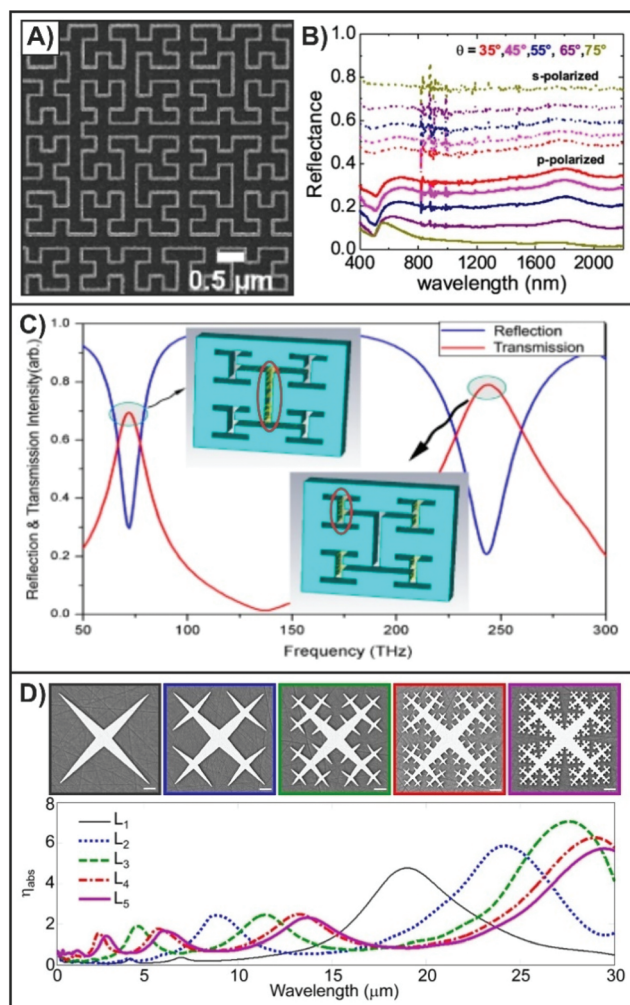 A)
0.5 µm
B)
θ = 35°,45°,55°, 65°,75°
s-polarized
p-polarized
Reflectance
1.0
0.8
0.6
0.4
0.2
0.0
400 800 1200 1600 2000
wavelength (nm)
C)
Reflection
Transmission
Reflection & Ttansmission Intensity(arb.)
1.0
0.8
0.6
0.4
0.2
0.0
50 100 150 200 250 300
Frequency (THz)
D)
L1
L2
L3
L4
L5
ηabs
8
6
4
2
0
0 5 10 15 20 25 30
Wavelength (µm)